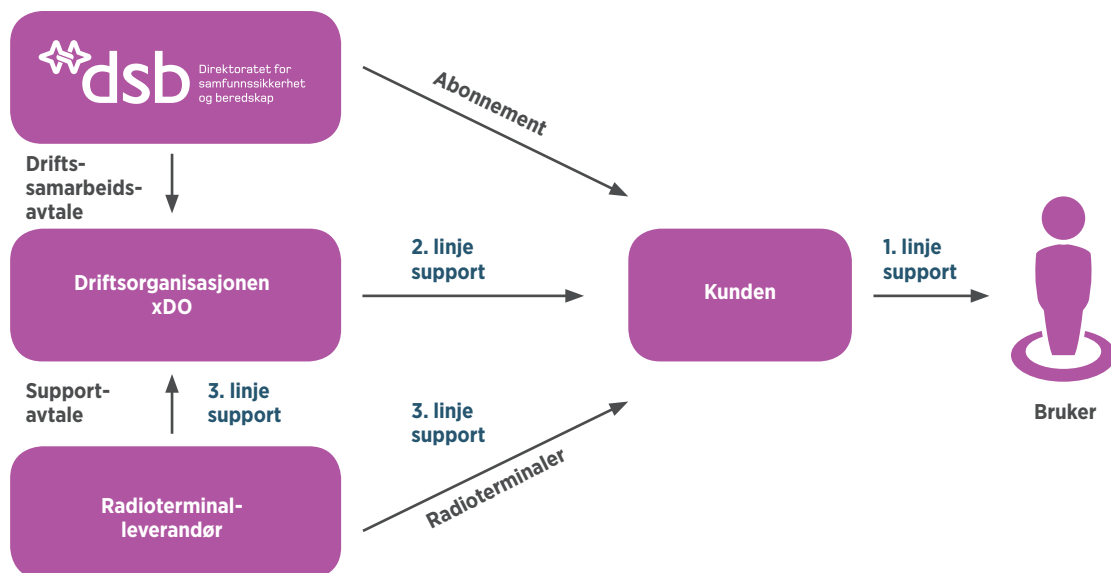 dsb
Direktoratet for
samfunnssikkerhet
og beredskap
Abonnement
Drifts-
samarbeids-
avtale
Driftsorganisasjonen
xDO
2. linje
support
Kunden
1. linje
support
Bruker
Support-
avtale
3. linje
support
3. linje
support
Radioterminaler
Radioterminal-
leverandør